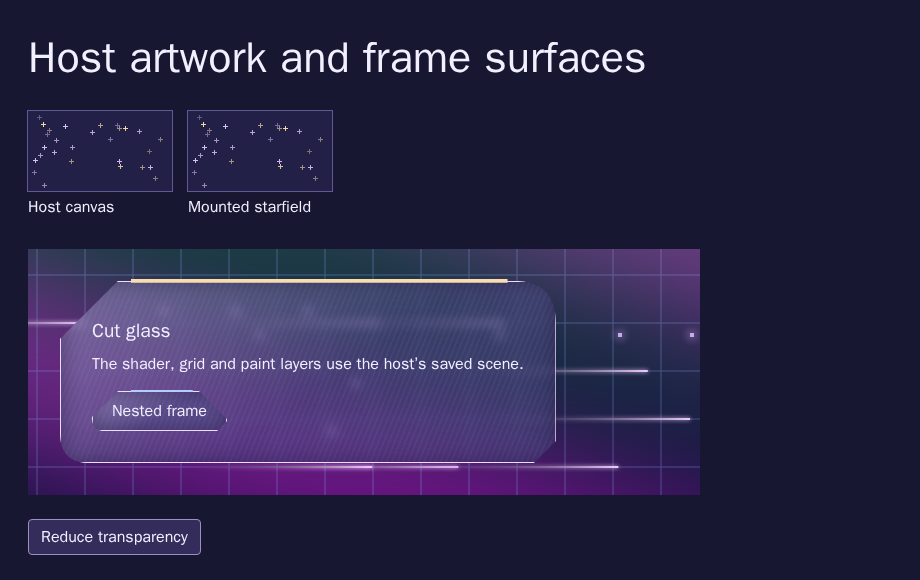 Host artwork and frame surfaces
Host canvas
Mounted starfield
Cut glass
The shader, grid and paint layers use the host's saved scene.
Nested frame
Reduce transparency